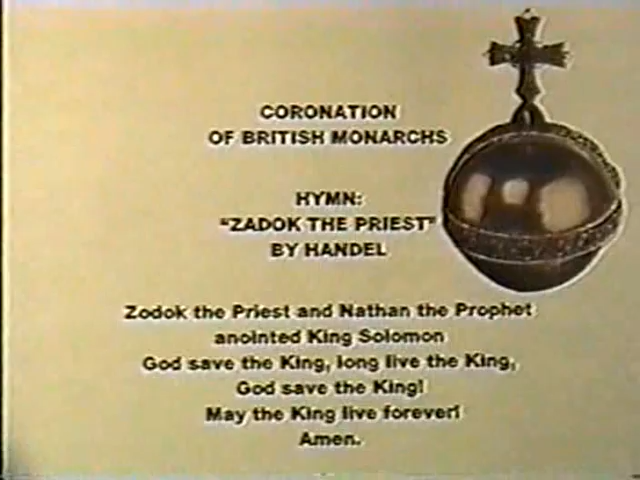 CORONATION
OF BRITISH MONARCHS
HYMN:
"ZADOK THE PRIEST"
BY HANDEL
Zodok the Priest and Nathan the Prophet
anointed King Solomon
God save the King, long live the King,
God save the King!
May the King live forever!
Amen.